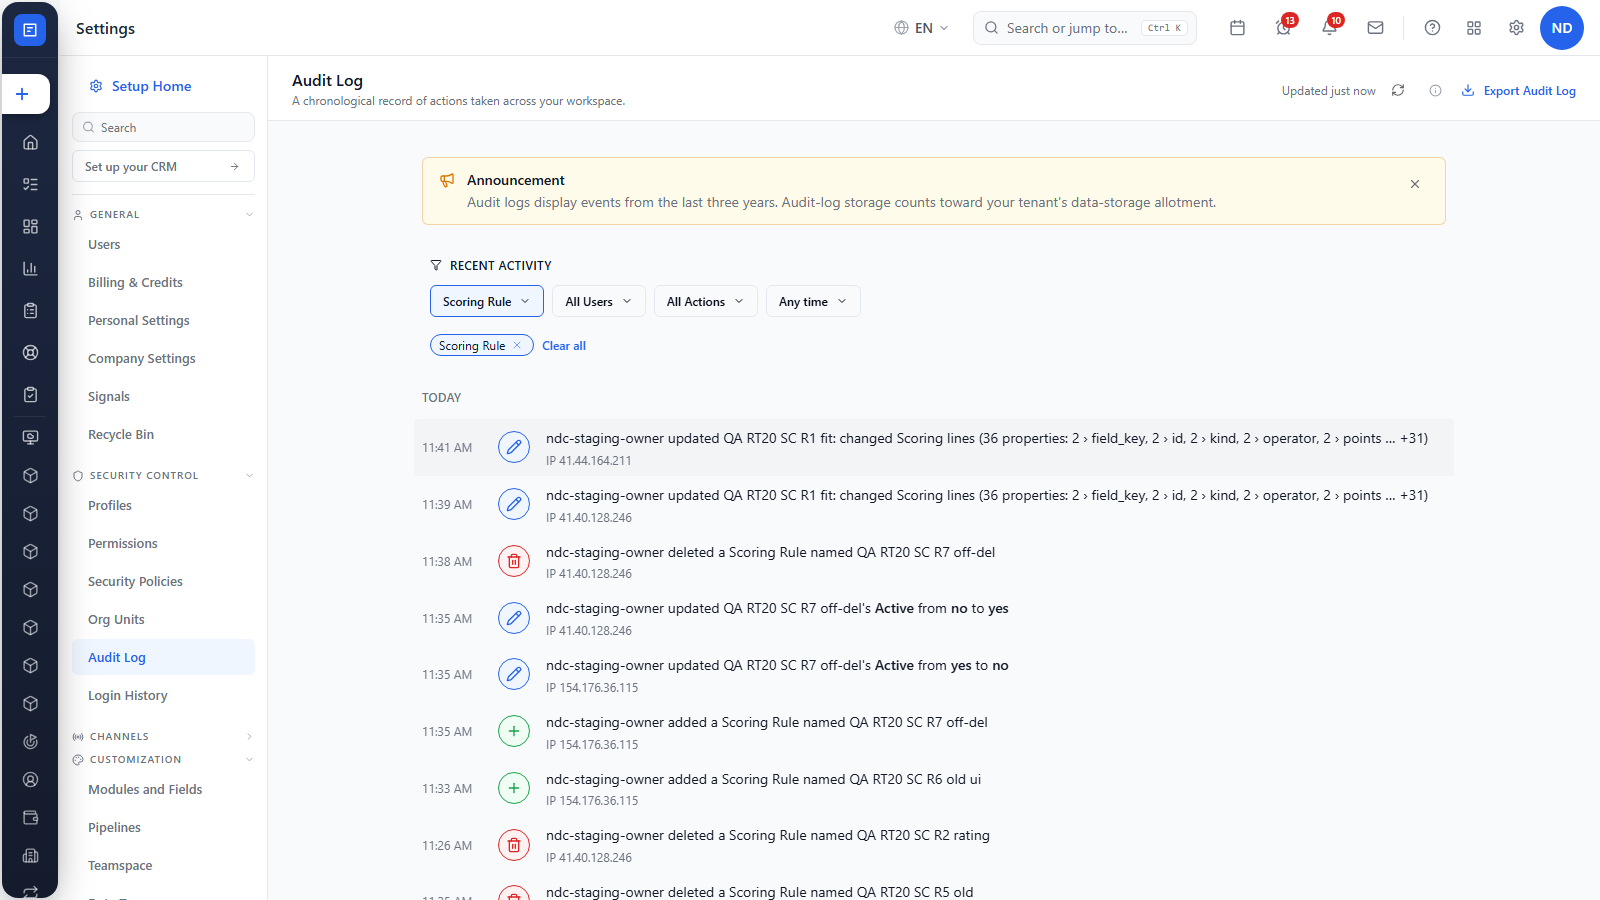 Settings
EN
Search or jump to...
Ctrl K
13
10
ND
Setup Home
Search
Set up your CRM
GENERAL
Users
Billing & Credits
Personal Settings
Company Settings
Signals
Recycle Bin
SECURITY CONTROL
Profiles
Permissions
Security Policies
Org Units
Audit Log
Login History
CHANNELS
CUSTOMIZATION
Modules and Fields
Pipelines
Teamspace
Audit Log
A chronological record of actions taken across your workspace.
Updated just now
Export Audit Log
Announcement
Audit logs display events from the last three years. Audit-log storage counts toward your tenant's data-storage allotment.
RECENT ACTIVITY
Scoring Rule
All Users
All Actions
Any time
Scoring Rule
Clear all
TODAY
11:41 AM
ndc-staging-owner updated QA RT20 SC R1 fit: changed Scoring lines (36 properties: 2 › field_key, 2 › id, 2 › kind, 2 › operator, 2 › points ... +31)
IP 41.44.164.211
11:39 AM
ndc-staging-owner updated QA RT20 SC R1 fit: changed Scoring lines (36 properties: 2 › field_key, 2 › id, 2 › kind, 2 › operator, 2 › points ... +31)
IP 41.40.128.246
11:38 AM
ndc-staging-owner deleted a Scoring Rule named QA RT20 SC R7 off-del
IP 41.40.128.246
11:35 AM
ndc-staging-owner updated QA RT20 SC R7 off-del's Active from no to yes
IP 41.40.128.246
11:35 AM
ndc-staging-owner updated QA RT20 SC R7 off-del's Active from yes to no
IP 154.176.36.115
11:35 AM
ndc-staging-owner added a Scoring Rule named QA RT20 SC R7 off-del
IP 154.176.36.115
11:33 AM
ndc-staging-owner added a Scoring Rule named QA RT20 SC R6 old ui
IP 154.176.36.115
11:26 AM
ndc-staging-owner deleted a Scoring Rule named QA RT20 SC R2 rating
IP 41.40.128.246
ndc-staging-owner deleted a Scoring Rule named QA RT20 SC R5 old